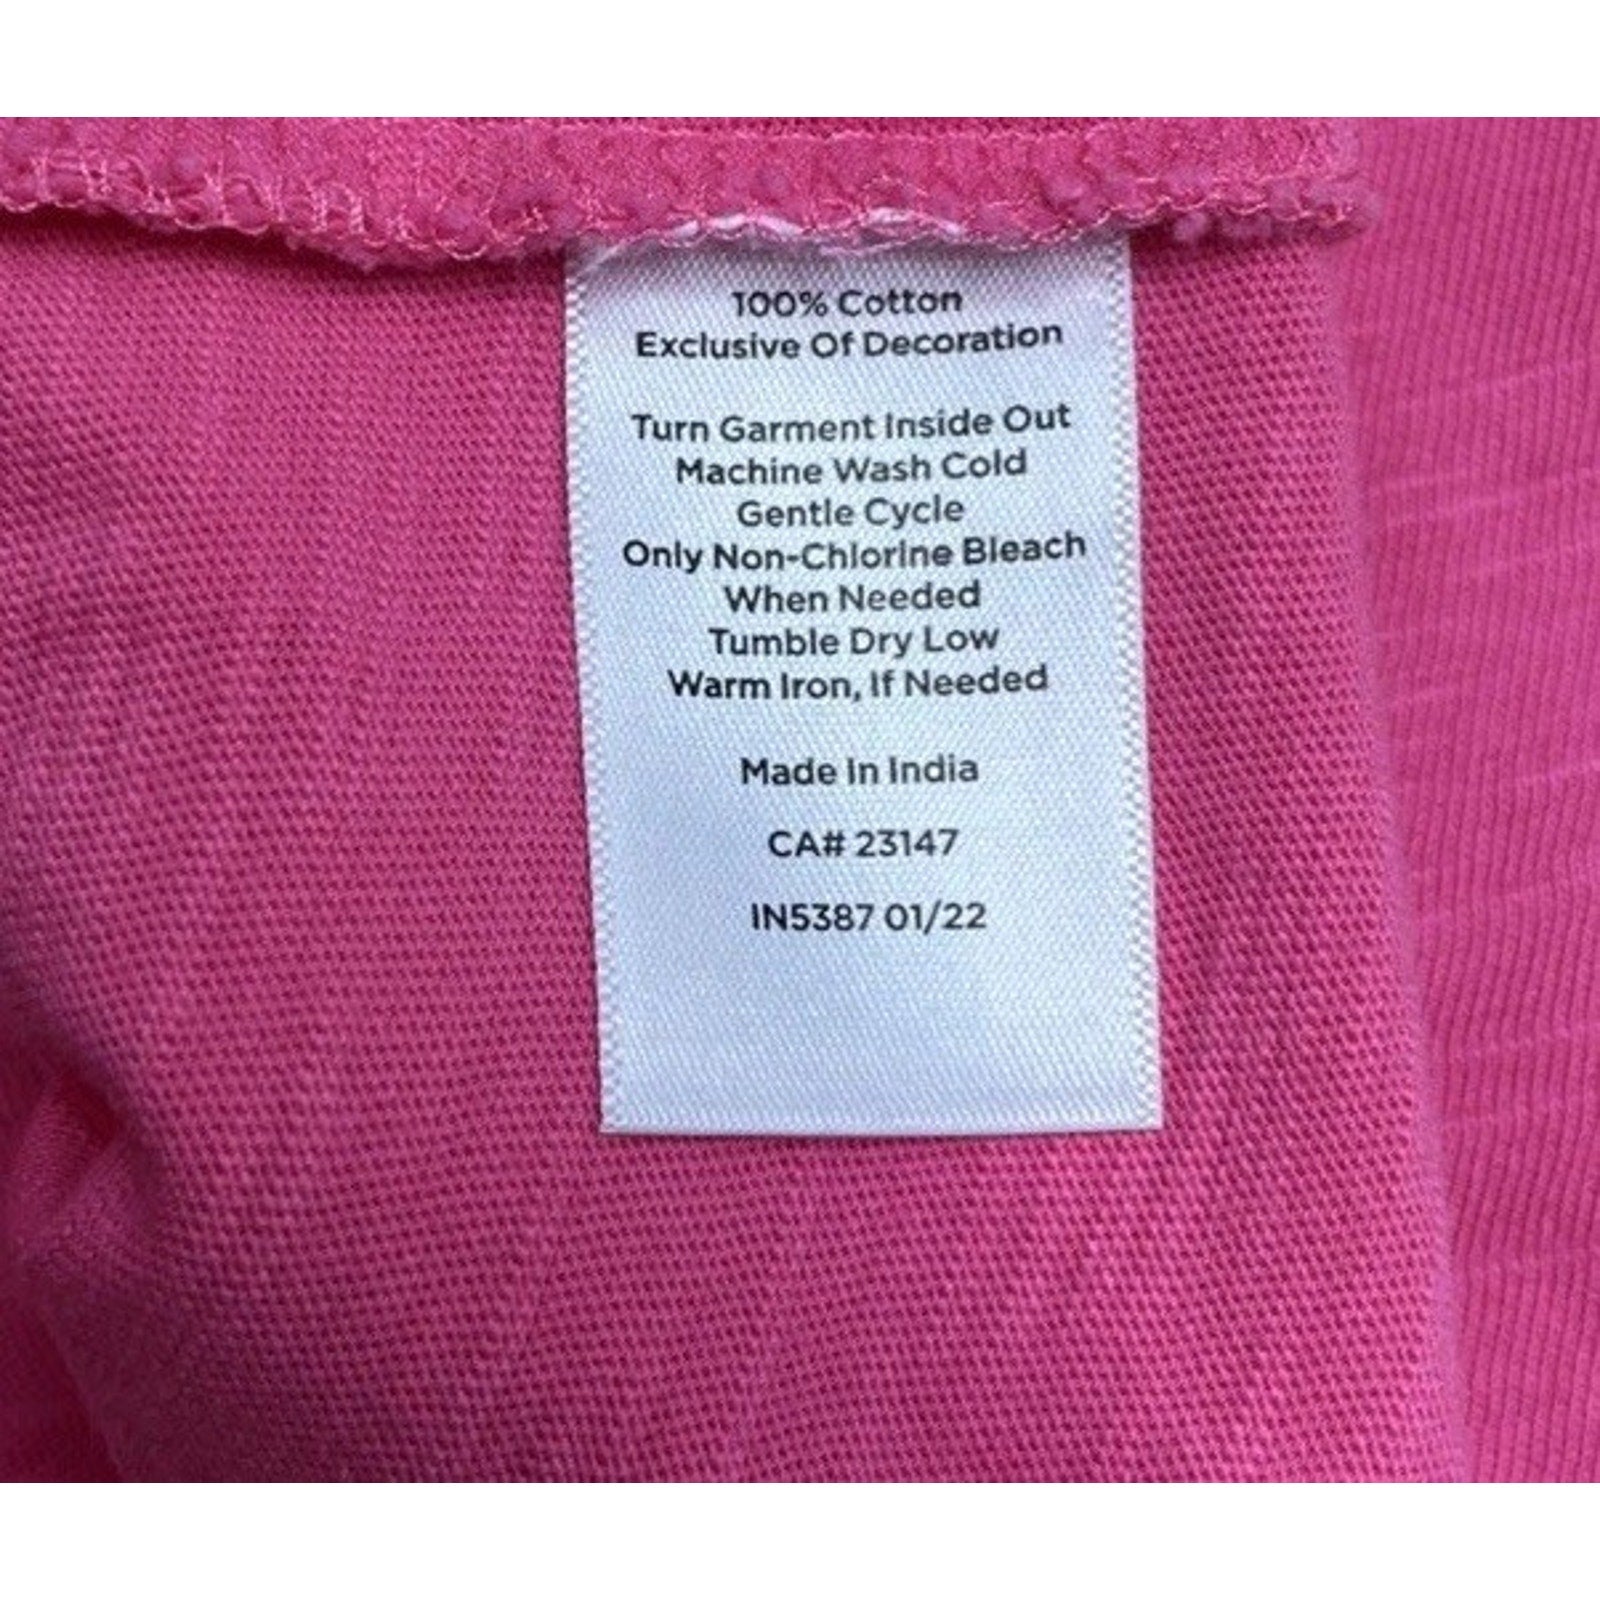 100% Cotton
Exclusive Of Decoration
Turn Garment Inside Out
Machine Wash Cold
Gentle Cycle
Only Non-Chlorine Bleach
When Needed
Tumble Dry Low
Warm Iron, If Needed
Made In India
CA# 23147
IN5387 01/22